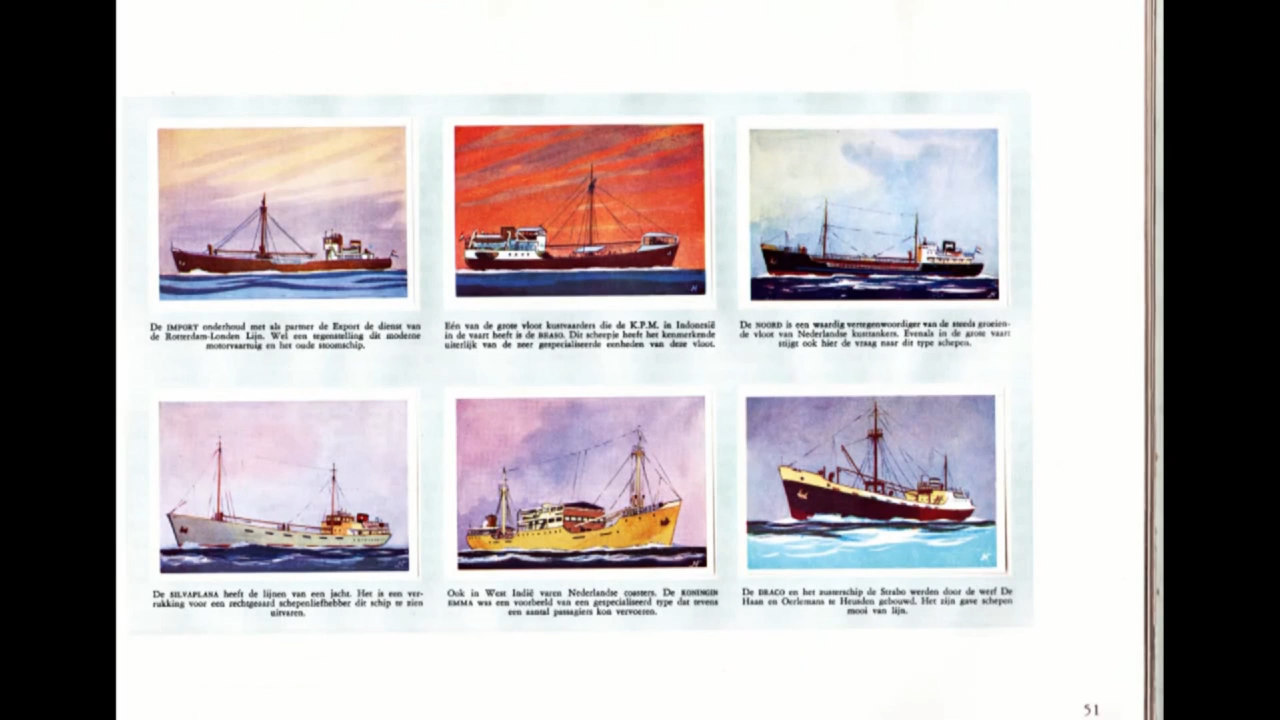 De IMPORT onderhoud met als partner de Export de dienst van
de Rotterdam-Londen Lijn. Wel een tegenstelling dit moderne
motorvaartuig en het oude stoomschip.
Eén van de grote vloot kustvaarders die de K.P.M. in Indonesië
in de vaart heeft is de BEASO. Dit scheepje heeft het kenmerkende
uiterlijk van de zeer gespecialiseerde eenheden van deze vloot.
De NOORD is een waardig vertegenwoordiger van de steeds groeien-
de vloot van Nederlandse kusttankers. Evenals in de grote vaart
stijgt ook hier de vraag naar dit type schepen.
De SILVAPLANA heeft de lijnen van een jacht. Het is een ver-
rukking voor een rechtgeaard schepenliefhebber dit schip te zien
uitvaren.
Ook in West Indië varen Nederlandse coasters. De KONINGIN
EMMA was een voorbeeld van een gespecialiseerd type dat tevens
een aantal passagiers kon vervoeren.
De DRACO en het zusterschip de Strabo werden door de werf De
Haan en Oerlemans te Heusden gebouwd. Het zijn gave schepen
mooi van lijn.
51